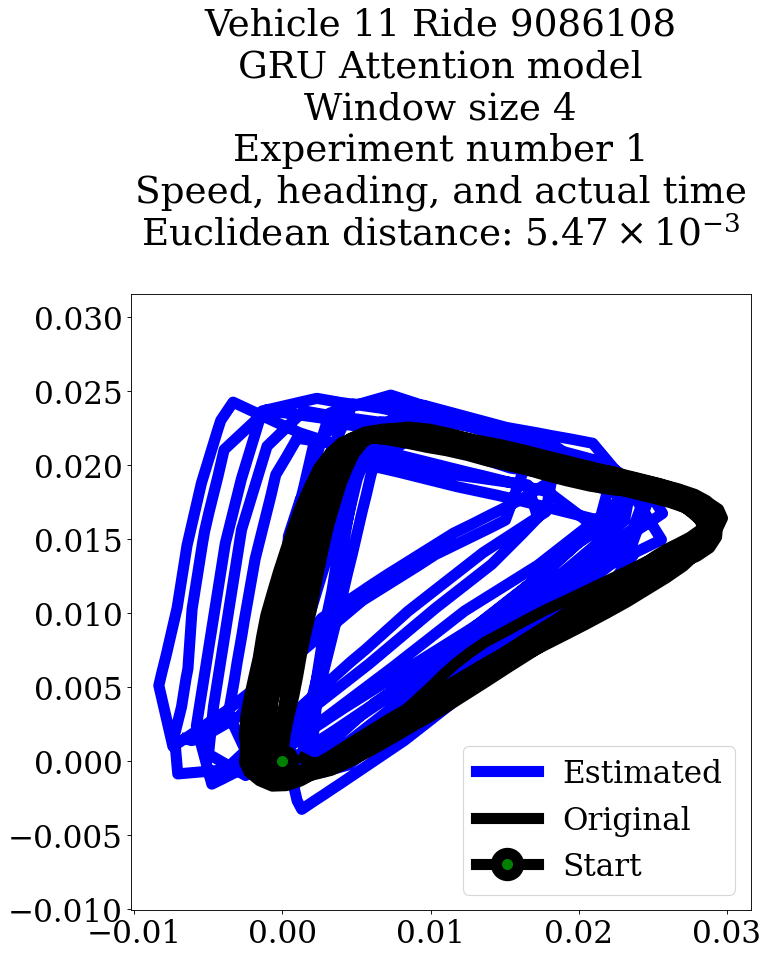 Vehicle 11 Ride 9086108
GRU Attention model
Window size 4
Experiment number 1
Speed, heading, and actual time
Euclidean distance: 5.47 × 10⁻³
0.030
0.025
0.020
0.015
0.010
0.005
0.000
−0.005
−0.010
−0.01 0.00 0.01 0.02 0.03
Estimated
Original
Start